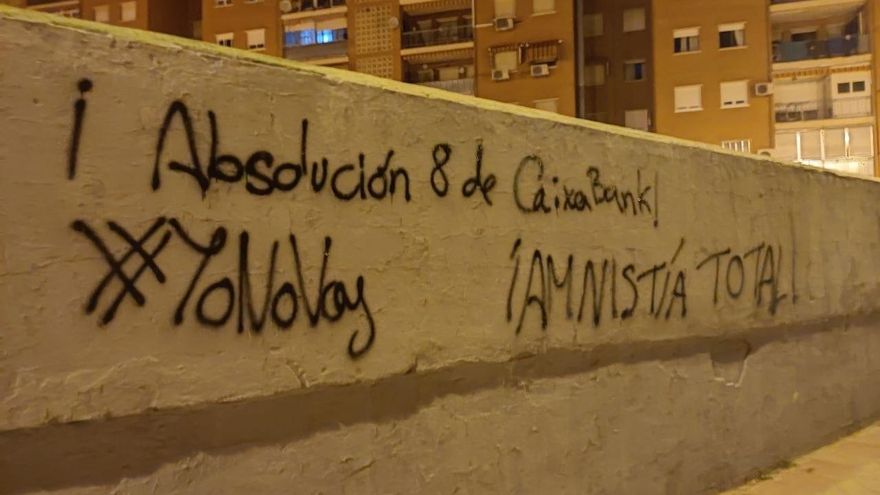 ¡Absolución 8 de CaixaBank!
#YoNoVoy
¡AMNISTÍA TOTAL!